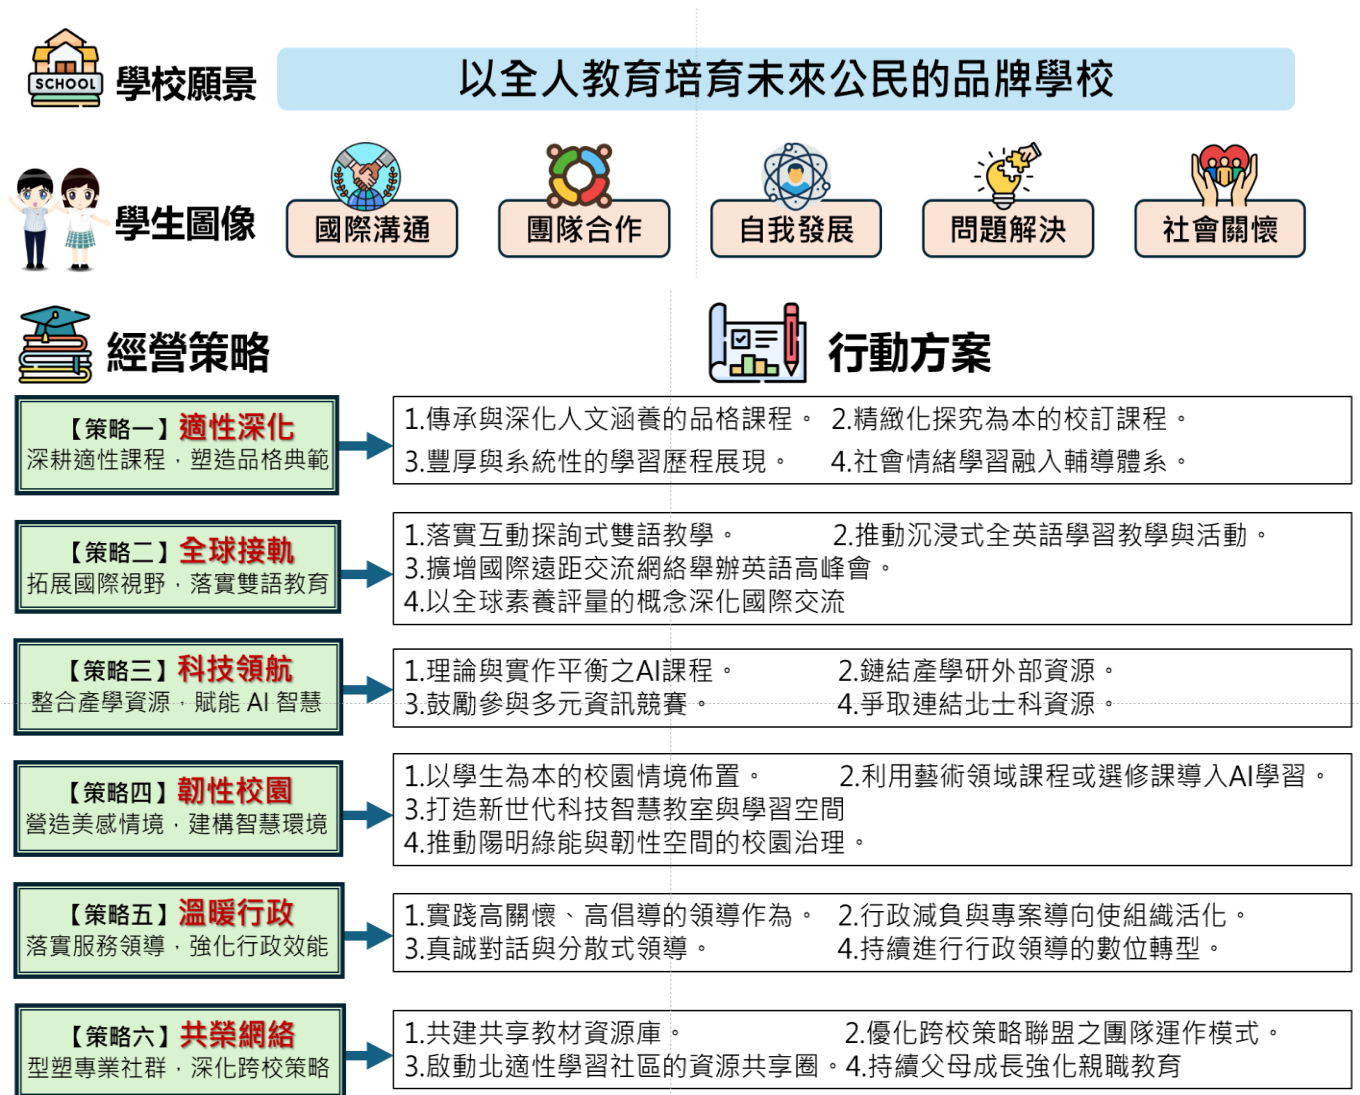 SCHOOL
學校願景
以全人教育培育未來公民的品牌學校
學生圖像
國際溝通
團隊合作
自我發展
問題解決
社會關懷
經營策略
行動方案
【策略一】適性深化
深耕適性課程，塑造品格典範
1.傳承與深化人文涵養的品格課程。 2.精緻化探究為本的校訂課程。
3.豐厚與系統性的學習歷程展現。 4.社會情緒學習融入輔導體系。
【策略二】全球接軌
拓展國際視野，落實雙語教育
1.落實互動探詢式雙語教學。 2.推動沉浸式全英語學習教學與活動。
3.擴增國際遠距交流網絡舉辦英語高峰會。
4.以全球素養評量的概念深化國際交流
【策略三】科技領航
整合產學資源，賦能 AI 智慧
1.理論與實作平衡之AI課程。 2.鏈結產學研外部資源。
3.鼓勵參與多元資訊競賽。 4.爭取連結北士科資源。
【策略四】韌性校園
營造美感情境，建構智慧環境
1.以學生為本的校園情境佈置。 2.利用藝術領域課程或選修課導入AI學習。
3.打造新世代科技智慧教室與學習空間
4.推動陽明綠能與韌性空間的校園治理。
【策略五】溫暖行政
落實服務領導，強化行政效能
1.實踐高關懷、高倡導的領導作為。 2.行政減負與專案導向使組織活化。
3.真誠對話與分散式領導。 4.持續進行行政領導的數位轉型。
【策略六】共榮網絡
型塑專業社群，深化跨校策略
1.共建共享教材資源庫。 2.優化跨校策略聯盟之團隊運作模式。
3.啟動北適性學習社區的資源共享圈。4.持續父母成長強化親職教育